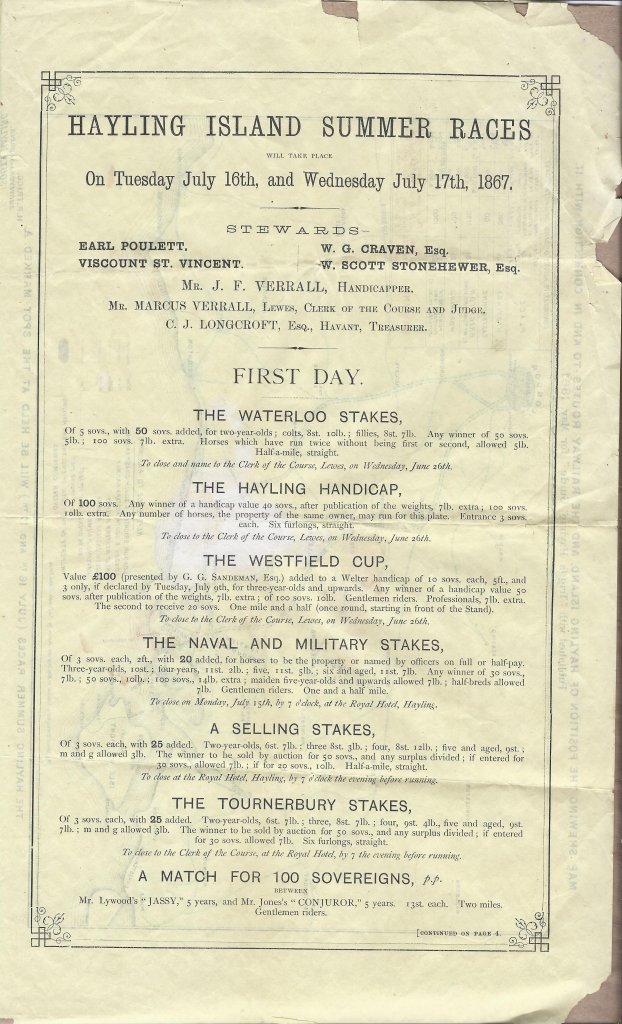 HAYLING ISLAND SUMMER RACES
WILL TAKE PLACE
On Tuesday July 16th, and Wednesday July 17th, 1867.
STEWARDS—
EARL POULETT. W. G. CRAVEN, Esq.
VISCOUNT ST. VINCENT. W. SCOTT STONEHEWER, Esq.
Mr. J. F. VERRALL, Handicapper.
Mr. MARCUS VERRALL, Lewes, Clerk of the Course and Judge.
C. J. LONGCROFT, Esq., Havant, Treasurer.
FIRST DAY.
THE WATERLOO STAKES,
Of 5 sovs., with 50 sovs. added, for two-year-olds; colts, 8st. 10lb.; fillies, 8st. 7lb. Any winner of 50 sovs.
5lb.; 100 sovs. 7lb. extra. Horses which have run twice without being first or second, allowed 5lb.
Half-a-mile, straight.
To close and name to the Clerk of the Course, Lewes, on Wednesday, June 26th.
THE HAYLING HANDICAP,
Of 100 sovs. Any winner of a handicap value 40 sovs., after publication of the weights, 7lb. extra; 100 sovs.
10lb. extra. Any number of horses, the property of the same owner, may run for this plate. Entrance 3 sovs.
each. Six furlongs, straight.
To close to the Clerk of the Course, Lewes, on Wednesday, June 26th.
THE WESTFIELD CUP,
Value £100 (presented by G. G. Sandeman, Esq.) added to a Welter handicap of 10 sovs. each, 5ft., and
3 only, if declared by Tuesday, July 9th, for three-year-olds and upwards. Any winner of a handicap value 50
sovs. after publication of the weights, 7lb. extra; of 100 sovs. 10lb. Gentlemen riders. Professionals, 7lb. extra.
The second to receive 20 sovs. One mile and a half (once round, starting in front of the Stand).
To close to the Clerk of the Course, Lewes, on Wednesday, June 26th.
THE NAVAL AND MILITARY STAKES,
Of 3 sovs. each, 2ft., with 20 added, for horses to be the property or named by officers on full or half-pay.
Three-year-olds, 10st.; four-years, 11st. 2lb.; five, 11st. 5lb.; six and aged, 11st. 7lb. Any winner of 30 sovs.,
7lb.; 50 sovs., 10lb.; 100 sovs., 14lb. extra; maiden five-year-olds and upwards allowed 7lb.; half-breds allowed
7lb. Gentlemen riders. One and a half mile.
To close on Monday, July 15th, by 7 o'clock, at the Royal Hotel, Hayling.
A SELLING STAKES,
Of 3 sovs. each, with 25 added. Two-year-olds, 6st. 7lb.; three 8st. 3lb.; four, 8st. 12lb.; five and aged, 9st.;
m and g allowed 3lb. The winner to be sold by auction for 50 sovs., and any surplus divided; if entered for
30 sovs. allowed 7lb.; if for 20 sovs., 10lb. Half-a-mile, straight.
To close at the Royal Hotel, Hayling, by 7 o'clock the evening before running.
THE TOURNERBURY STAKES,
Of 3 sovs. each, with 25 added. Two-year-olds, 6st. 7lb.; three, 8st. 7lb.; four, 9st. 4lb., five and aged, 9st.
7lb.; m and g allowed 3lb. The winner to be sold by auction for 50 sovs., and any surplus divided; if entered
for 30 sovs. allowed 7lb. Six furlongs, straight.
To close to the Clerk of the Course, at the Royal Hotel, by 7 the evening before running.
A MATCH FOR 100 SOVEREIGNS, p.p.
BETWEEN
Mr. Lywood's "JASSY," 5 years, and Mr. Jones's "CONJUROR," 5 years. 13st. each. Two miles.
Gentlemen riders.
[CONTINUED ON PAGE 4.